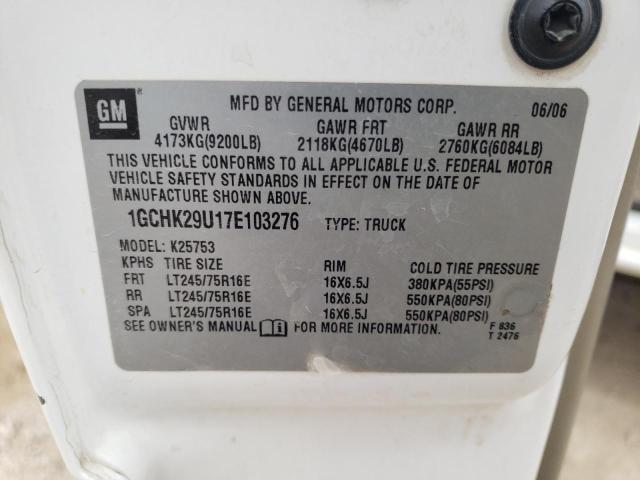 GM ®
MFD BY GENERAL MOTORS CORP. 06/06
GVWR GAWR FRT GAWR RR
4173KG(9200LB) 2118KG(4670LB) 2760KG(6084LB)
THIS VEHICLE CONFORMS TO ALL APPLICABLE U.S. FEDERAL MOTOR
VEHICLE SAFETY STANDARDS IN EFFECT ON THE DATE OF
MANUFACTURE SHOWN ABOVE.
1GCHK29U17E103276 TYPE: TRUCK
MODEL: K25753
KPHS TIRE SIZE RIM COLD TIRE PRESSURE
FRT LT245/75R16E 16X6.5J 380KPA(55PSI)
RR LT245/75R16E 16X6.5J 550KPA(80PSI)
SPA LT245/75R16E 16X6.5J 550KPA(80PSI)
SEE OWNER'S MANUAL i FOR MORE INFORMATION.
F 836
T 2476